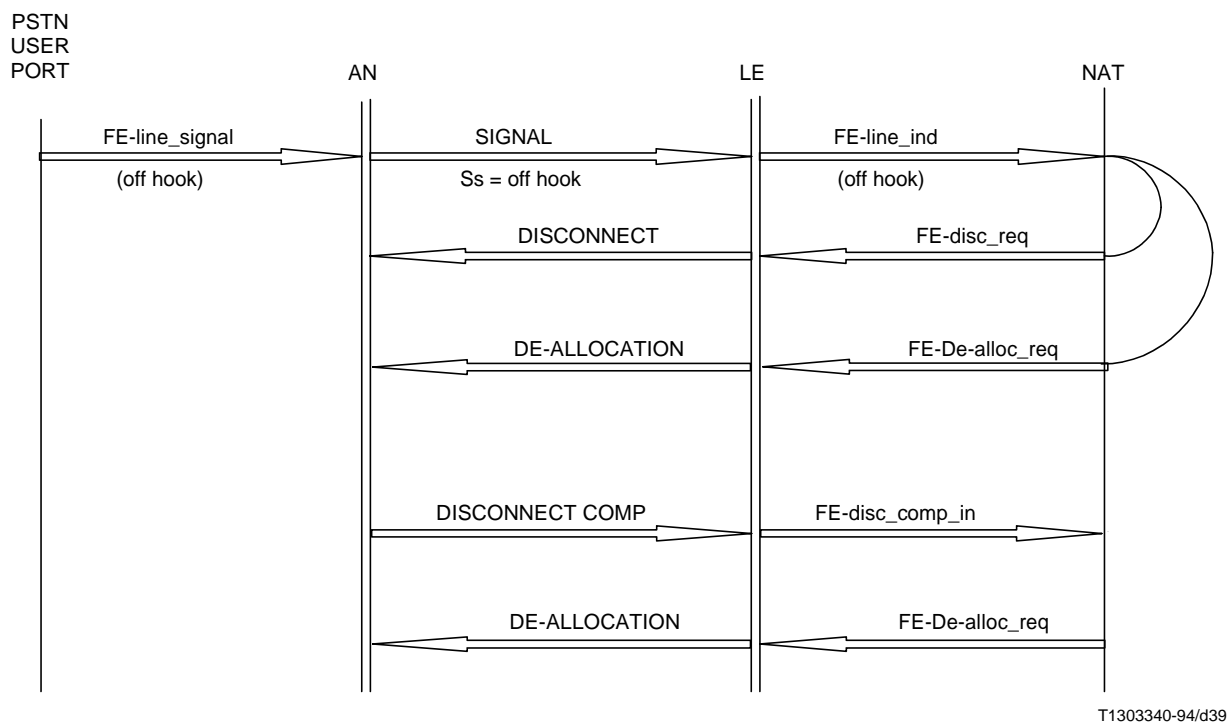 PSTN
USER
PORT
AN
LE
NAT
FE-line_signal
SIGNAL
FE-line_ind
(off hook)
Ss = off hook
(off hook)
DISCONNECT
FE-disc_req
DE-ALLOCATION
FE-De-alloc_req
DISCONNECT COMP
FE-disc_comp_in
DE-ALLOCATION
FE-De-alloc_req
T1303340-94/d39